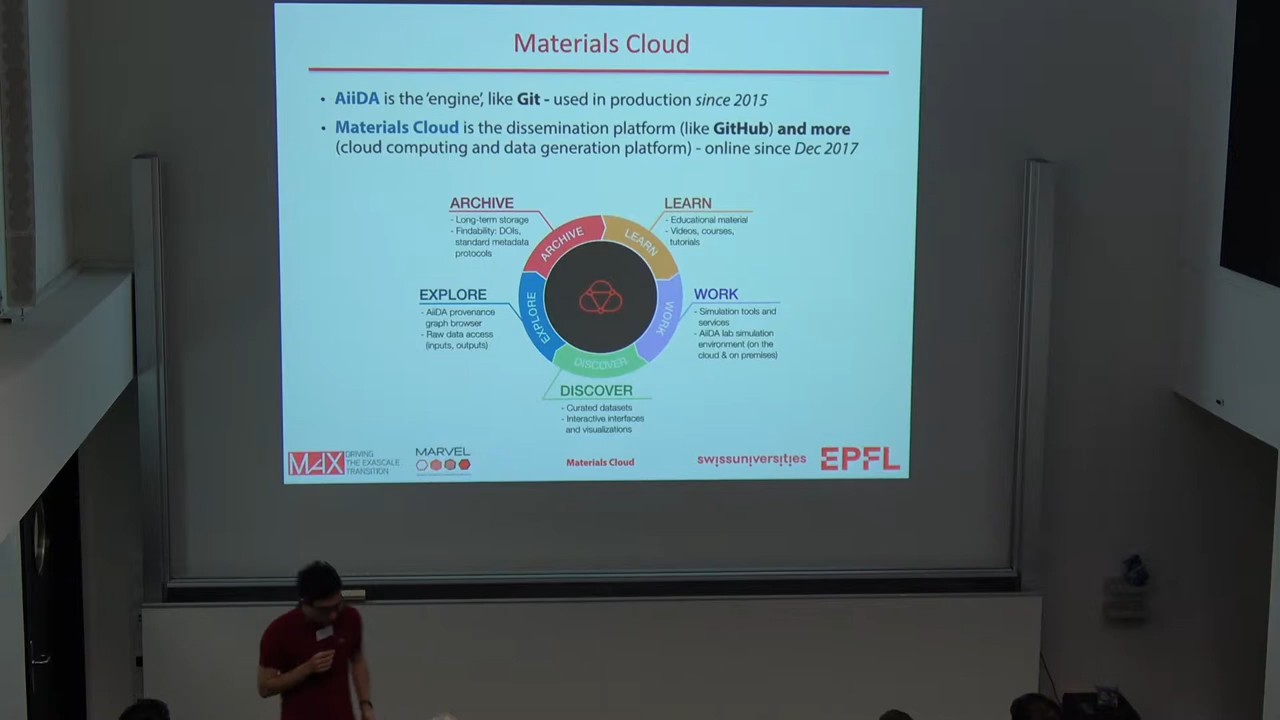 Materials Cloud
• AiiDA is the 'engine', like Git - used in production since 2015
• Materials Cloud is the dissemination platform (like GitHub) and more
(cloud computing and data generation platform) - online since Dec 2017
ARCHIVE
- Long-term storage
- Findability: DOIs,
standard metadata
protocols
LEARN
- Educational material
- Videos, courses,
tutorials
ARCHIVE
LEARN
EXPLORE
- AiiDA provenance
graph browser
- Raw data access
(inputs, outputs)
EXPLORE
WORK
WORK
- Simulation tools and
services
- AiiDA lab simulation
environment (on the
cloud & on premises)
DISCOVER
DISCOVER
- Curated datasets
- Interactive interfaces
and visualizations
MAX DRIVING
THE EXASCALE
TRANSITION
MARVEL
Materials Cloud
swissuniversities
EPFL